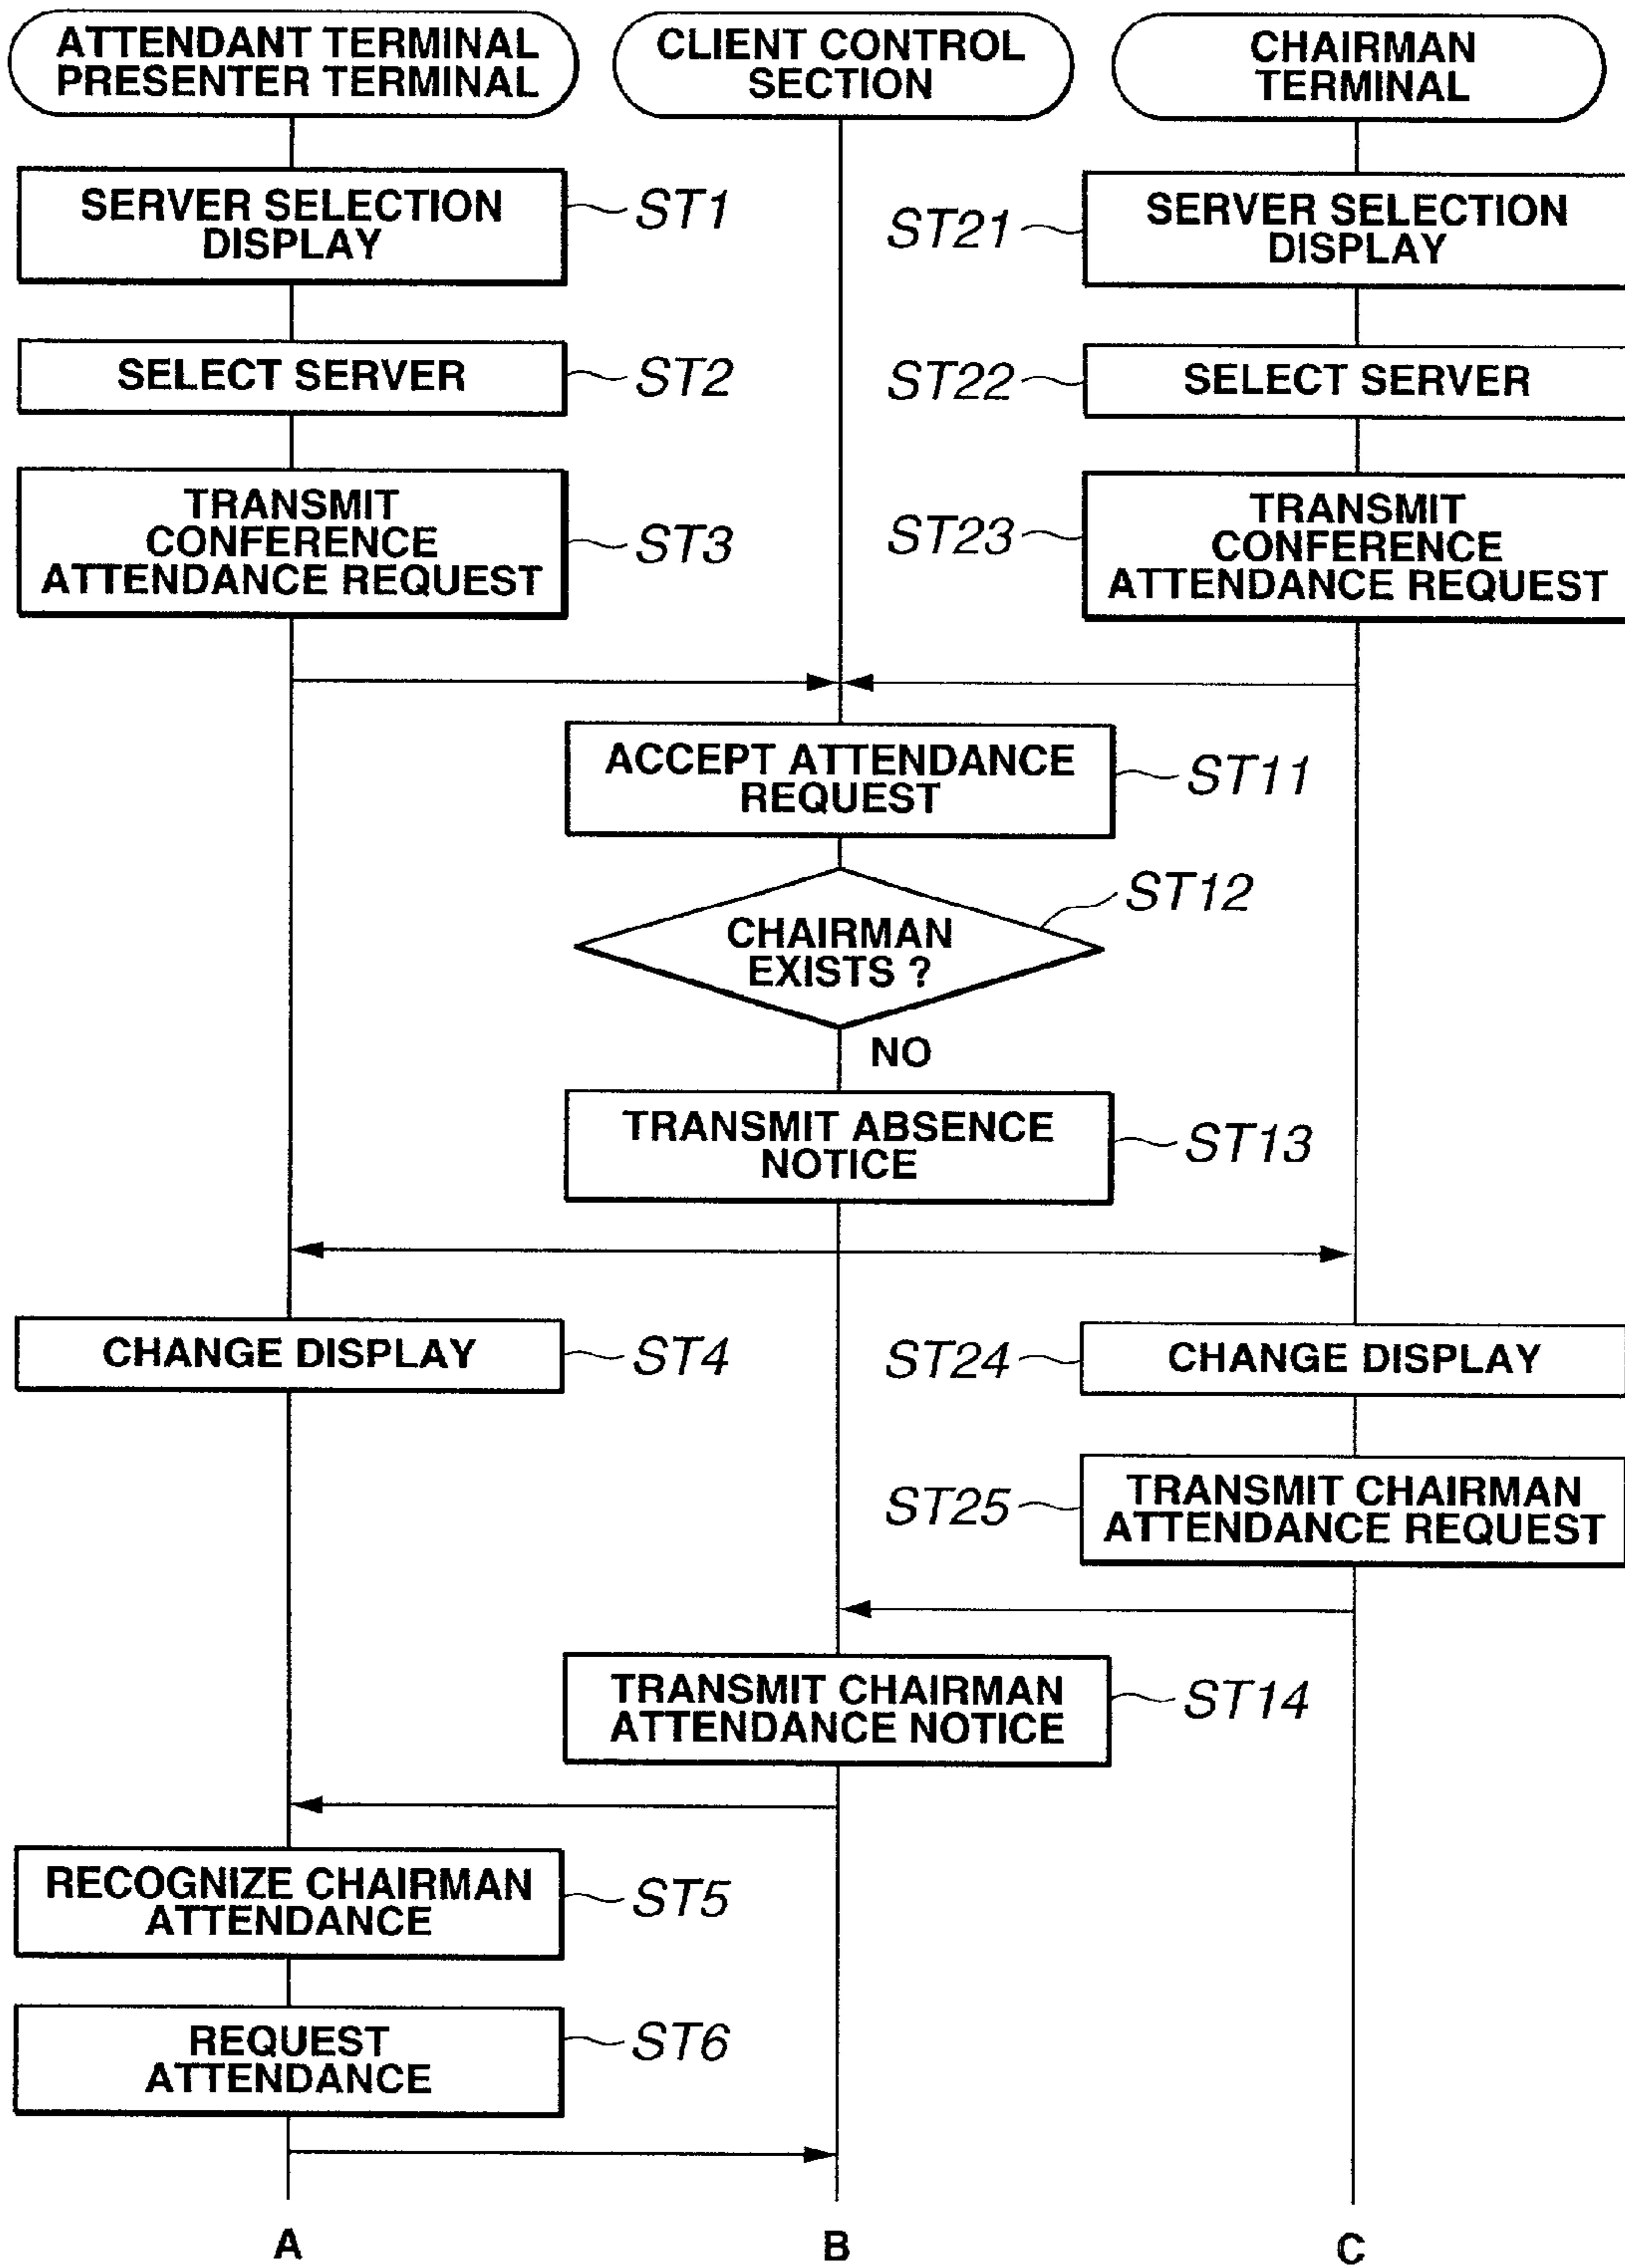 ATTENDANT TERMINAL
PRESENTER TERMINAL
CLIENT CONTROL
SECTION
CHAIRMAN
TERMINAL
SERVER SELECTION
DISPLAY
ST1
ST21
SERVER SELECTION
DISPLAY
SELECT SERVER
ST2
ST22
SELECT SERVER
TRANSMIT
CONFERENCE
ATTENDANCE REQUEST
ST3
ST23
TRANSMIT
CONFERENCE
ATTENDANCE REQUEST
ACCEPT ATTENDANCE
REQUEST
ST11
CHAIRMAN
EXISTS ?
ST12
NO
TRANSMIT ABSENCE
NOTICE
ST13
CHANGE DISPLAY
ST4
ST24
CHANGE DISPLAY
ST25
TRANSMIT CHAIRMAN
ATTENDANCE REQUEST
TRANSMIT CHAIRMAN
ATTENDANCE NOTICE
ST14
RECOGNIZE CHAIRMAN
ATTENDANCE
ST5
REQUEST
ATTENDANCE
ST6
A
B
C